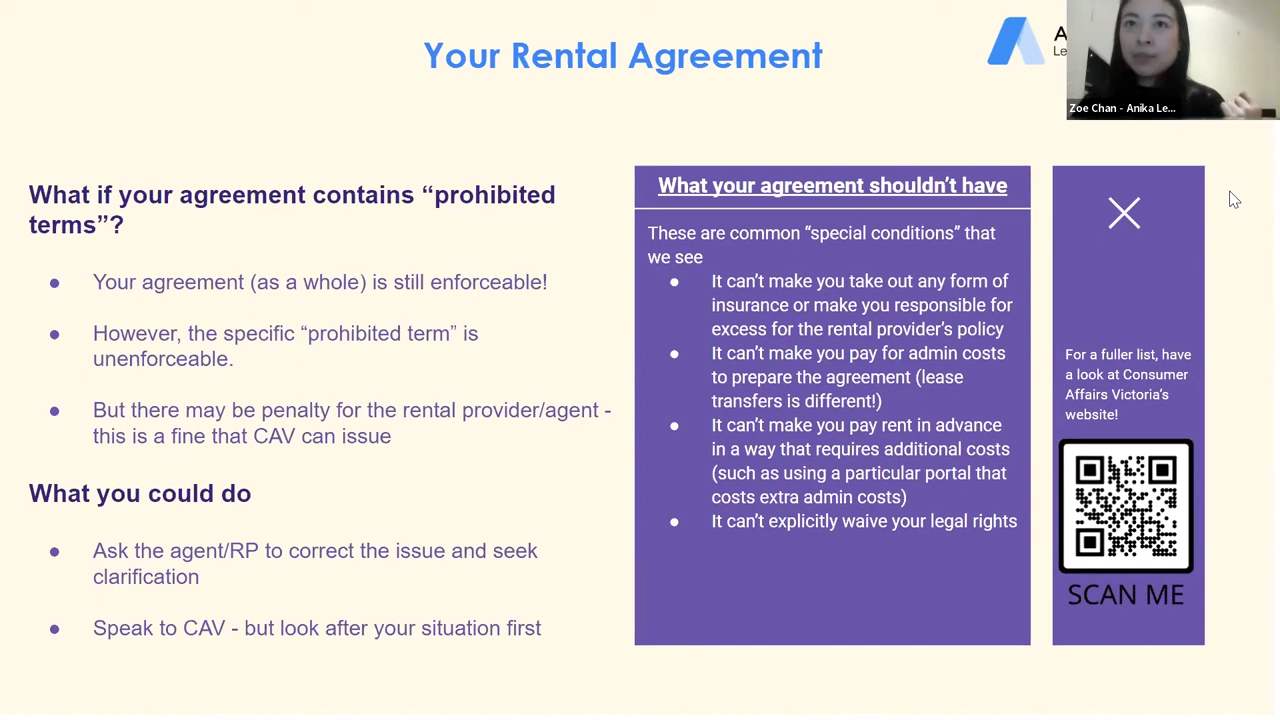 Your Rental Agreement
A
Le
Zoe Chan - Anika Le...
What if your agreement contains “prohibited
terms”?
● Your agreement (as a whole) is still enforceable!
● However, the specific “prohibited term” is
unenforceable.
● But there may be penalty for the rental provider/agent -
this is a fine that CAV can issue
What you could do
● Ask the agent/RP to correct the issue and seek
clarification
● Speak to CAV - but look after your situation first
What your agreement shouldn’t have
These are common “special conditions” that
we see
● It can’t make you take out any form of
insurance or make you responsible for
excess for the rental provider’s policy
● It can’t make you pay for admin costs
to prepare the agreement (lease
transfers is different!)
● It can’t make you pay rent in advance
in a way that requires additional costs
(such as using a particular portal that
costs extra admin costs)
● It can’t explicitly waive your legal rights
For a fuller list, have
a look at Consumer
Affairs Victoria’s
website!
SCAN ME